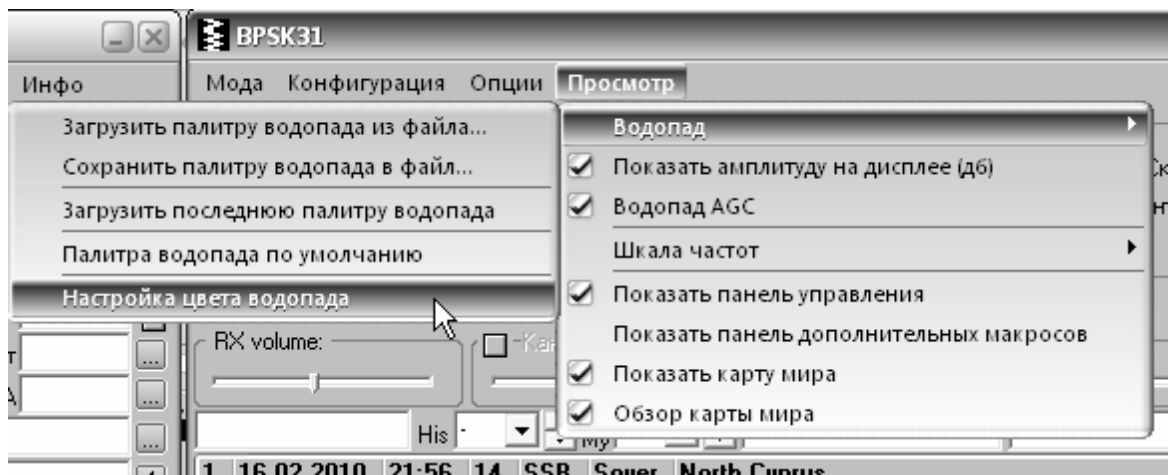 BPSK31
Инфо
Мода Конфигурация Опции Просмотр
Загрузить палитру водопада из файла...
Сохранить палитру водопада в файл...
Загрузить последнюю палитру водопада
Палитра водопада по умолчанию
Настройка цвета водопада
Водопад
Показать амплитуду на дисплее (дб)
Водопад AGC
Шкала частот
Показать панель управления
Показать панель дополнительных макросов
Показать карту мира
Обзор карты мира
RX volume:
His - My
1 16.02.2010 21:56 14 SSB Souer North Cuprus